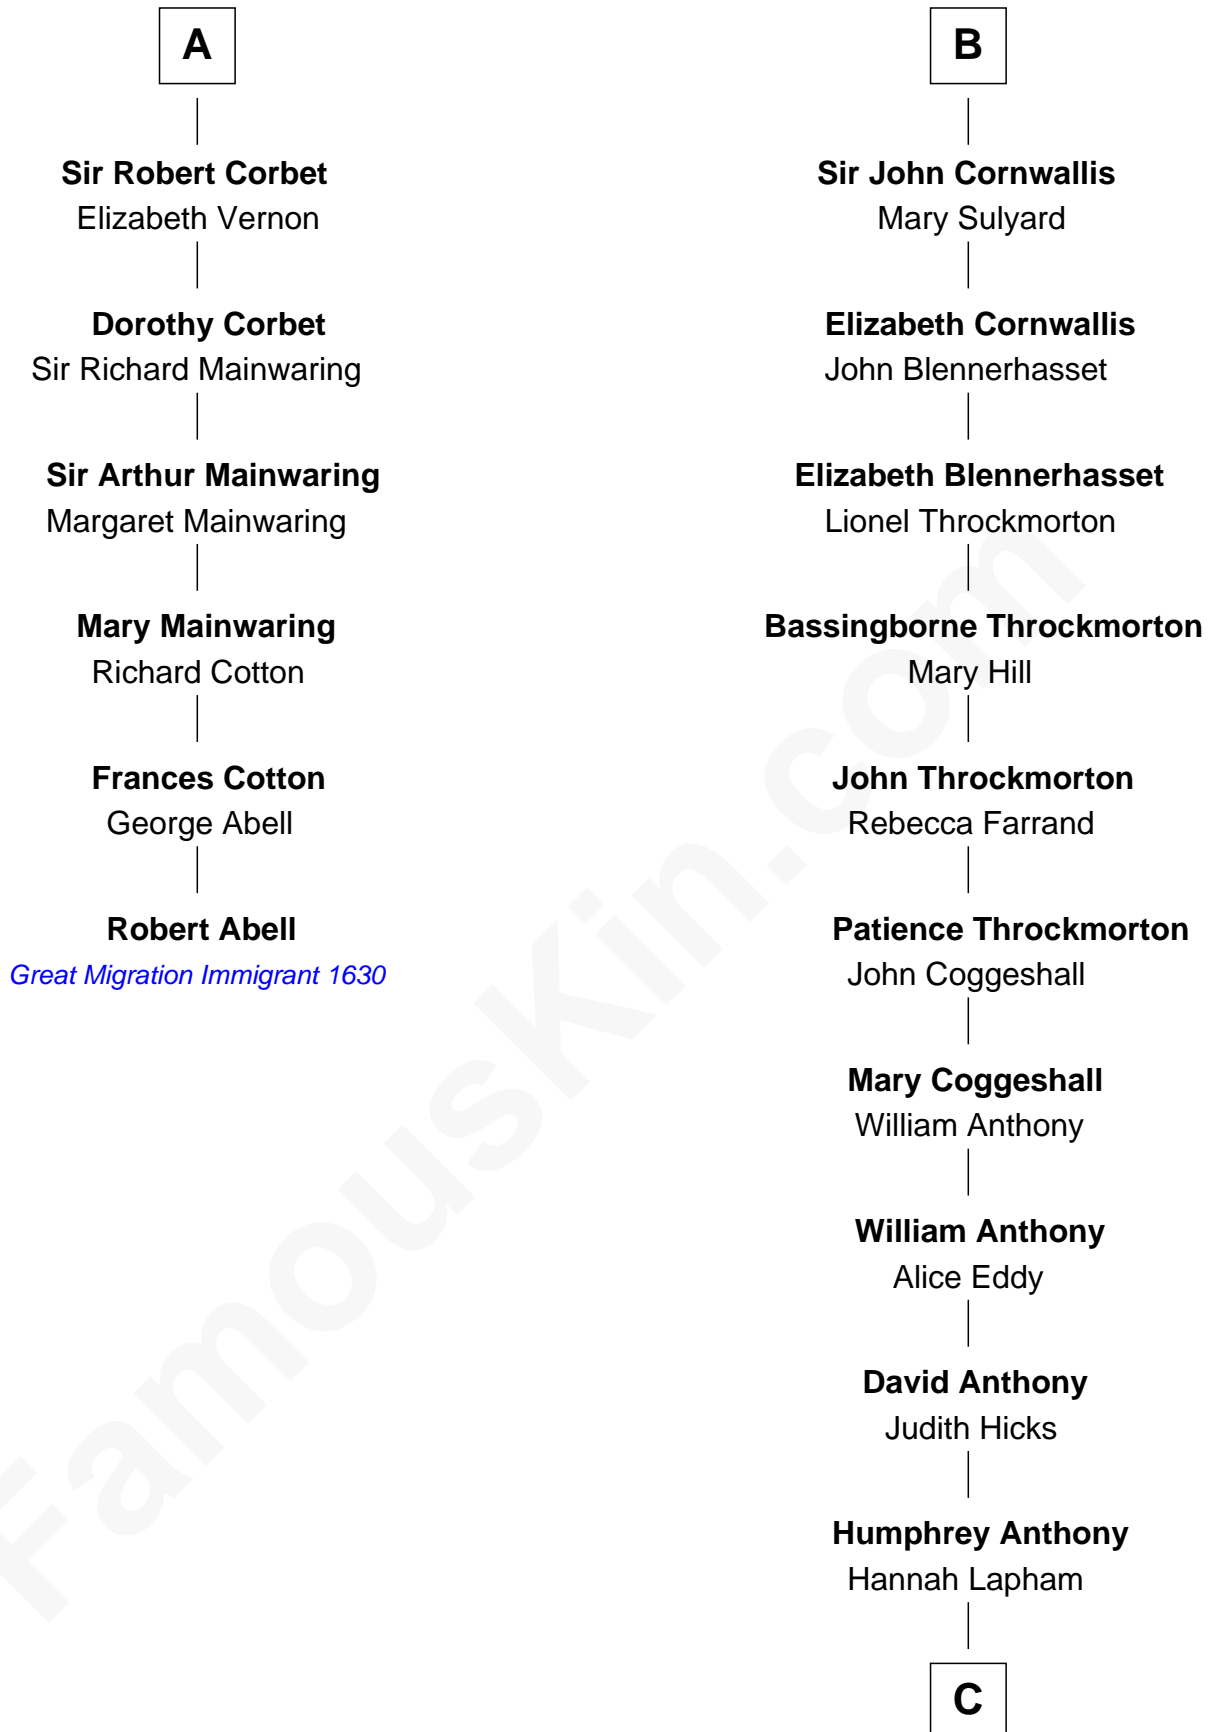 A
Sir Robert Corbet
Elizabeth Vernon
Dorothy Corbet
Sir Richard Mainwaring
Sir Arthur Mainwaring
Margaret Mainwaring
Mary Mainwaring
Richard Cotton
Frances Cotton
George Abell
Robert Abell
Great Migration Immigrant 1630
B
Sir John Cornwallis
Mary Sulyard
Elizabeth Cornwallis
John Blennerhasset
Elizabeth Blennerhasset
Lionel Throckmorton
Bassingborne Throckmorton
Mary Hill
John Throckmorton
Rebecca Farrand
Patience Throckmorton
John Coggeshall
Mary Coggeshall
William Anthony
William Anthony
Alice Eddy
David Anthony
Judith Hicks
Humphrey Anthony
Hannah Lapham
C
FamousKin.com